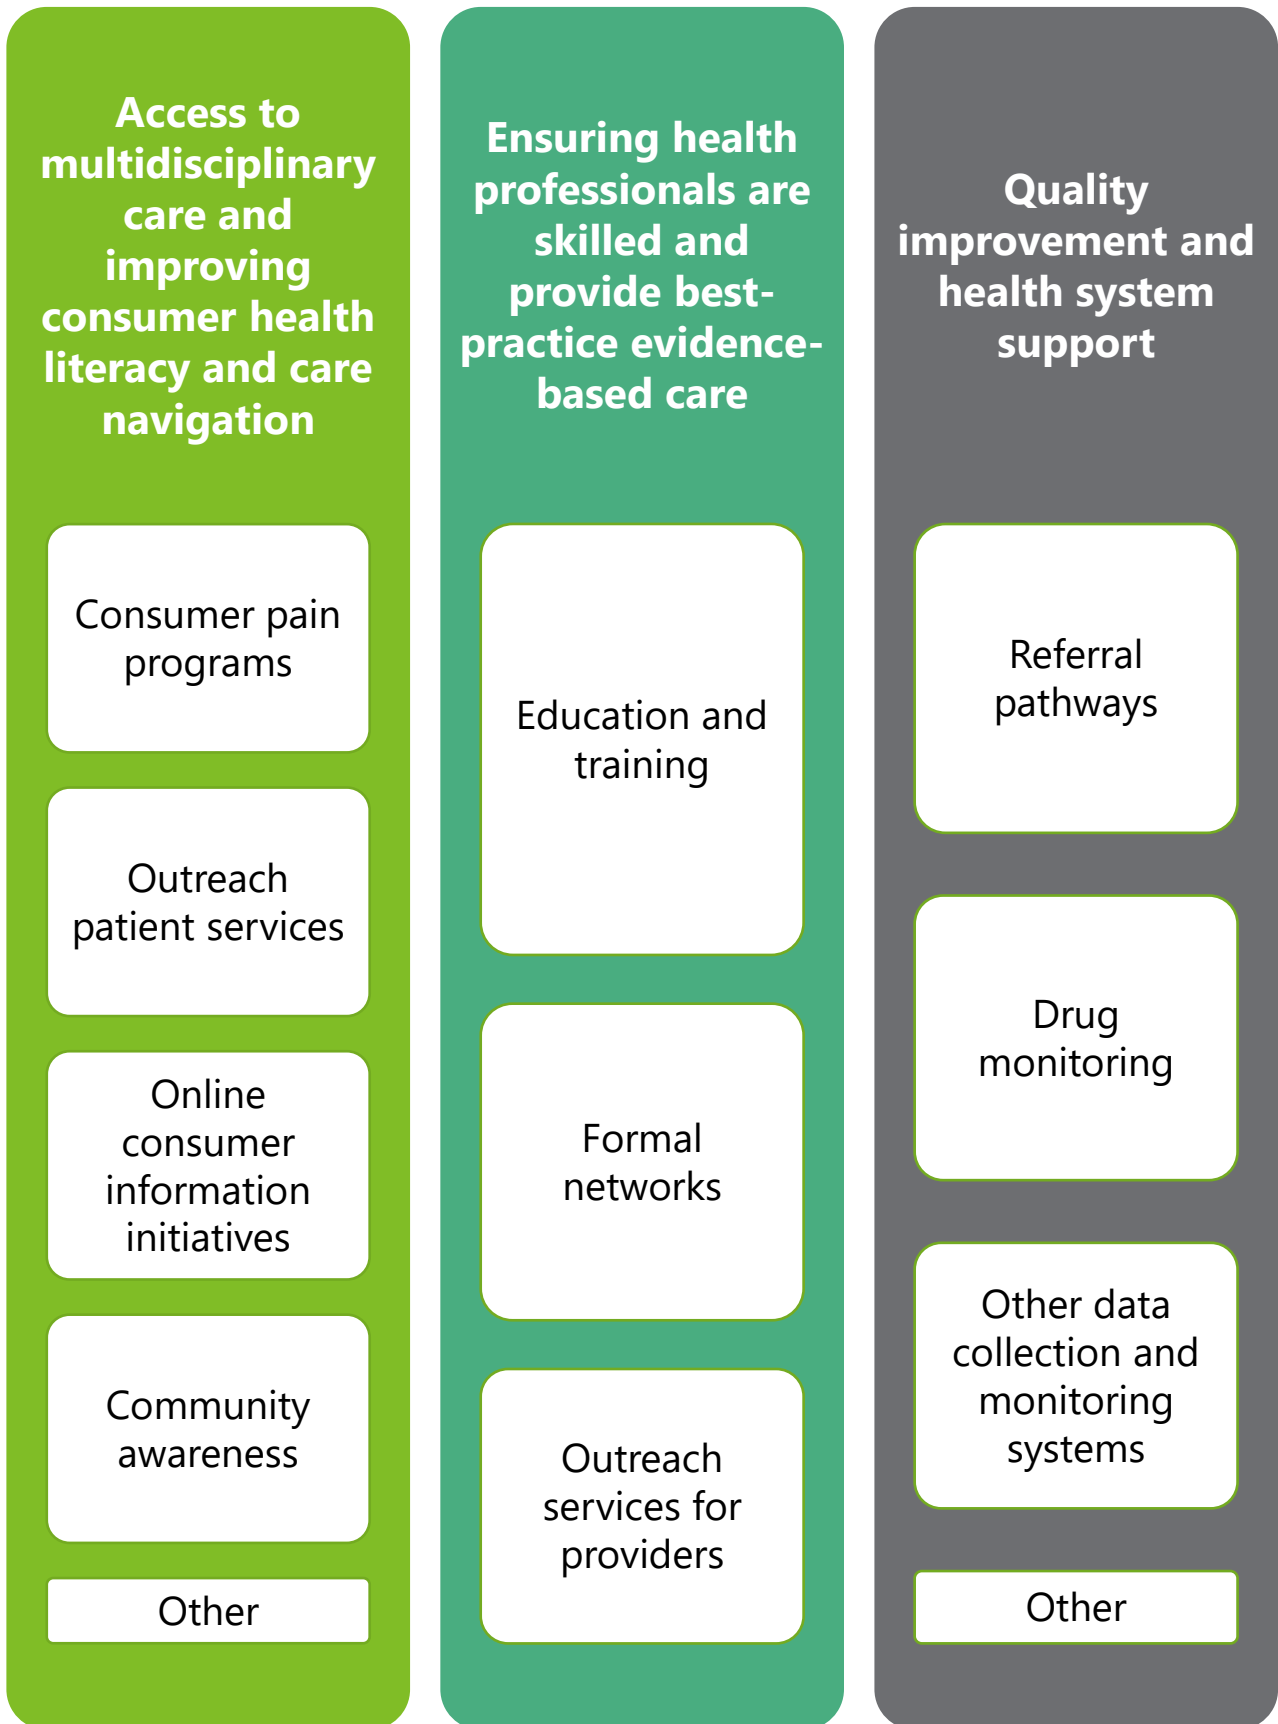 Access to
multidisciplinary
care and
improving
consumer health
literacy and care
navigation
Consumer pain
programs
Outreach
patient services
Online
consumer
information
initiatives
Community
awareness
Other
Ensuring health
professionals are
skilled and
provide best-
practice evidence-
based care
Education and
training
Formal
networks
Outreach
services for
providers
Quality
improvement and
health system
support
Referral
pathways
Drug
monitoring
Other data
collection and
monitoring
systems
Other